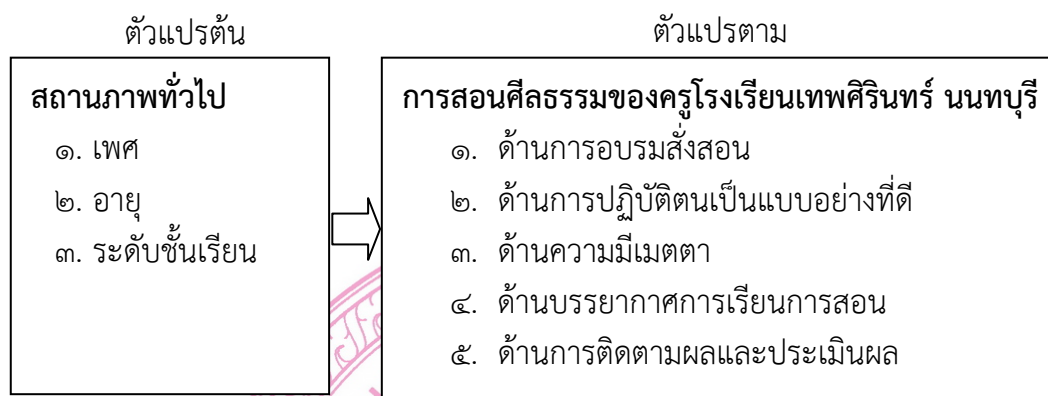 ตัวแปรต้น
ตัวแปรตาม
สถานภาพทั่วไป
๑. เพศ
๒. อายุ
๓. ระดับชั้นเรียน
การสอนศีลธรรมของครูโรงเรียนเทพศิรินทร์ นนทบุรี
๑. ด้านการอบรมสั่งสอน
๒. ด้านการปฏิบัติตนเป็นแบบอย่างที่ดี
๓. ด้านความมีเมตตา
๔. ด้านบรรยากาศการเรียนการสอน
๕. ด้านการติดตามผลและประเมินผล